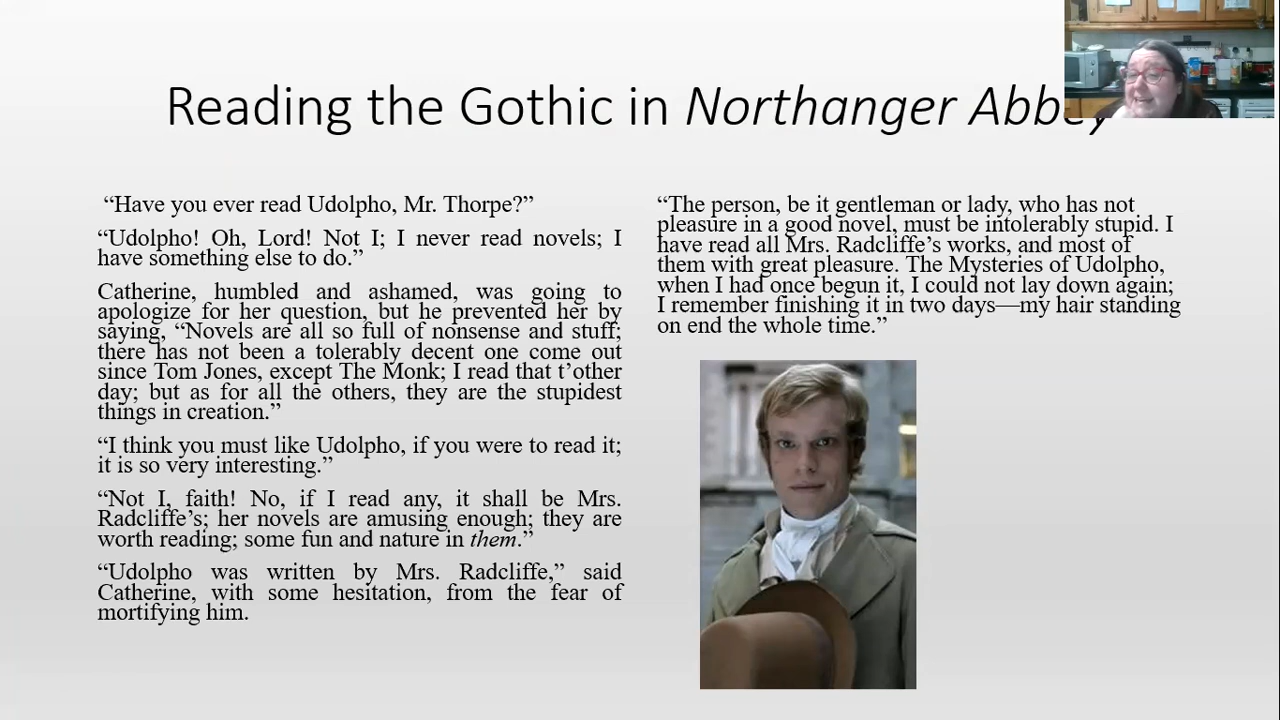 Reading the Gothic in Northanger Abbey
“Have you ever read Udolpho, Mr. Thorpe?”
“Udolpho! Oh, Lord! Not I; I never read novels; I
have something else to do.”
Catherine, humbled and ashamed, was going to
apologize for her question, but he prevented her by
saying, “Novels are all so full of nonsense and stuff;
there has not been a tolerably decent one come out
since Tom Jones, except The Monk; I read that t’other
day; but as for all the others, they are the stupidest
things in creation.”
“I think you must like Udolpho, if you were to read it;
it is so very interesting.”
“Not I, faith! No, if I read any, it shall be Mrs.
Radcliffe’s; her novels are amusing enough; they are
worth reading; some fun and nature in them.”
“Udolpho was written by Mrs. Radcliffe,” said
Catherine, with some hesitation, from the fear of
mortifying him.
“The person, be it gentleman or lady, who has not
pleasure in a good novel, must be intolerably stupid. I
have read all Mrs. Radcliffe’s works, and most of
them with great pleasure. The Mysteries of Udolpho,
when I had once begun it, I could not lay down again;
I remember finishing it in two days—my hair standing
on end the whole time.”